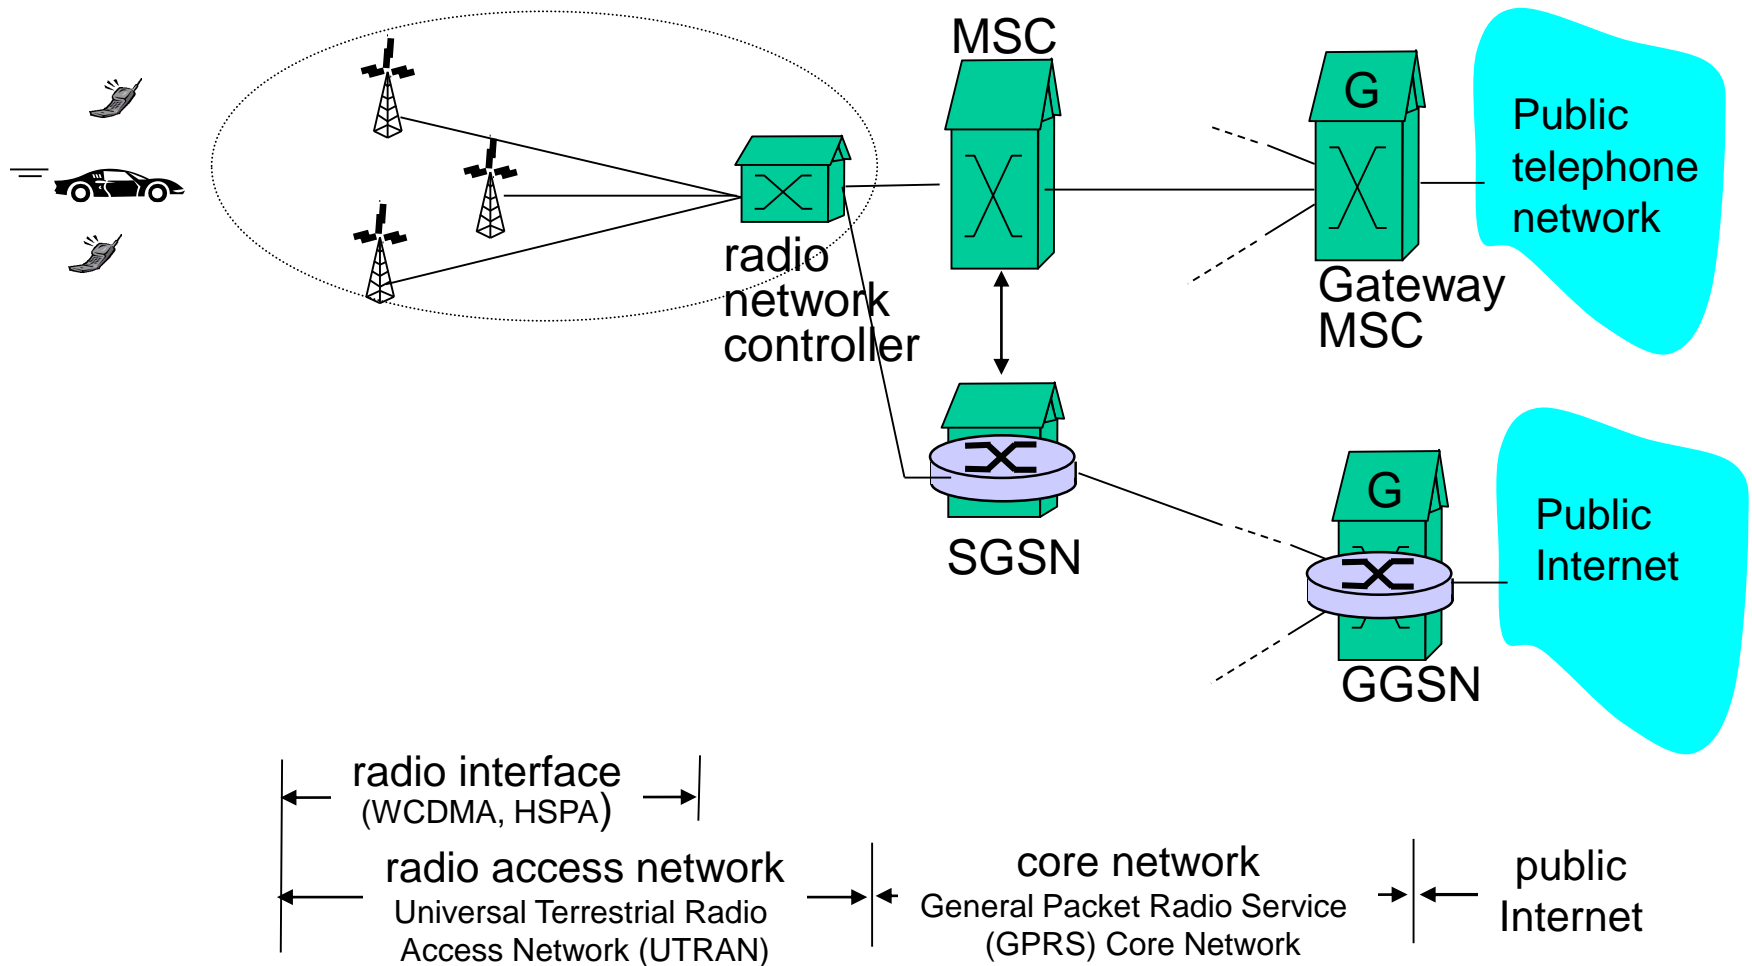 MSC
G
Public
telephone
network
radio
network
controller
Gateway
MSC
G
SGSN
Public
Internet
GGSN
radio interface
(WCDMA, HSPA)
radio access network
Universal Terrestrial Radio
Access Network (UTRAN)
core network
General Packet Radio Service
(GPRS) Core Network
public
Internet